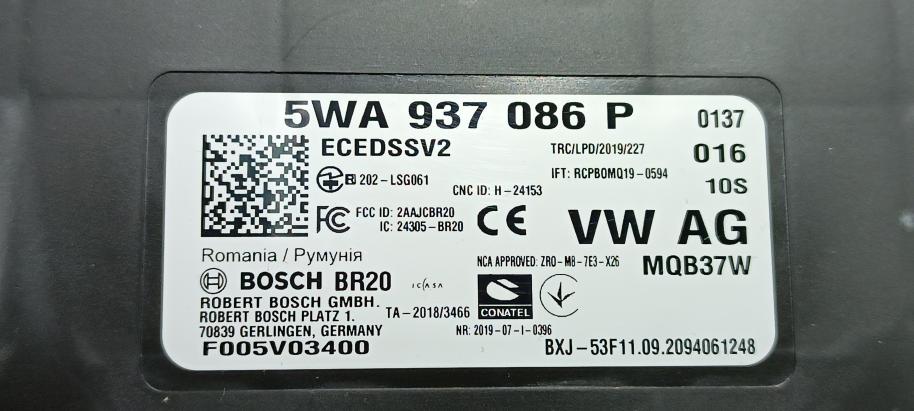 5WA 937 086 P 0137
ECEDSSV2
TRC/LPD/2019/227
016
R 202-LSG061
IFT: RCPBOMQ19-0594
CNC ID: H-24153
10S
FC FCC ID: 2AAJCBR20
IC: 24305-BR20
CE
VW AG
Romania / Румунія
NCA APPROVED: ZRO-M8-7E3-X26
MQB37W
BOSCH BR20
ICASA
ROBERT BOSCH GMBH.
ROBERT BOSCH PLATZ 1.
TA-2018/3466
CONATEL
70839 GERLINGEN, GERMANY
NR: 2019-07-I-0396
F005V03400
BXJ-53F11.09.2094061248